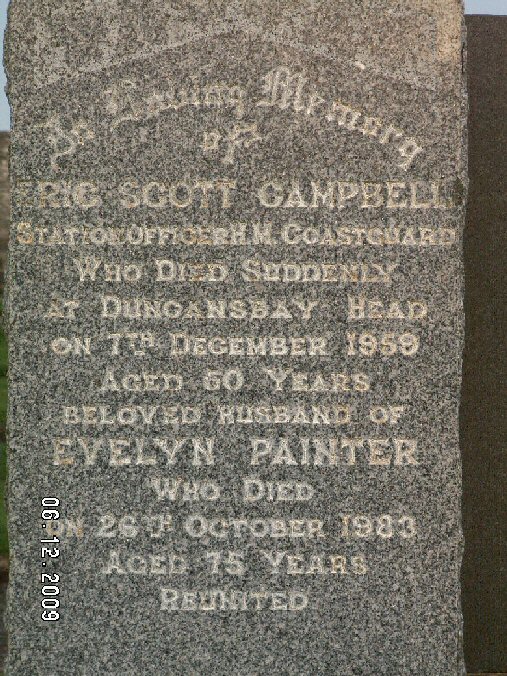 In Loving Memory
of
ERIC SCOTT CAMPBELL
STATION OFFICER H.M. COASTGUARD
WHO DIED SUDDENLY
AT DUNCANSBAY HEAD
ON 7TH DECEMBER 1959
AGED 50 YEARS
BELOVED HUSBAND OF
EVELYN PAINTER
WHO DIED
ON 26TH OCTOBER 1983
AGED 75 YEARS
REUNITED
06.12.2009